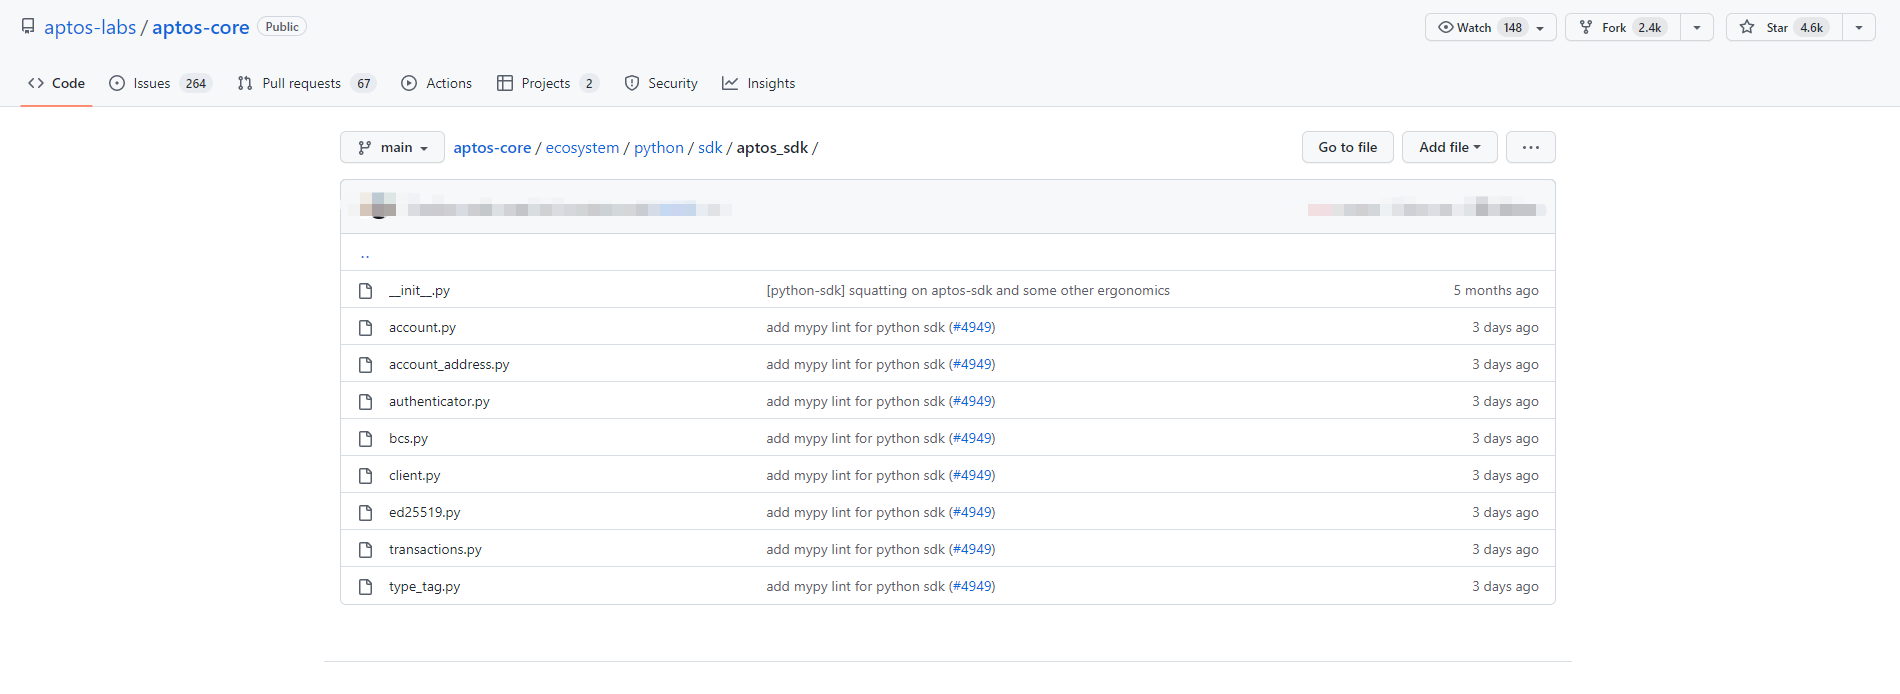 aptos-labs / aptos-core Public Watch 148 Fork 2.4k Star 4.6k
Code Issues 264 Pull requests 67 Actions Projects 2 Security Insights
main aptos-core / ecosystem / python / sdk / aptos_sdk / Go to file Add file ...
..
__init__.py [python-sdk] squatting on aptos-sdk and some other ergonomics 5 months ago
account.py add mypy lint for python sdk (#4949) 3 days ago
account_address.py add mypy lint for python sdk (#4949) 3 days ago
authenticator.py add mypy lint for python sdk (#4949) 3 days ago
bcs.py add mypy lint for python sdk (#4949) 3 days ago
client.py add mypy lint for python sdk (#4949) 3 days ago
ed25519.py add mypy lint for python sdk (#4949) 3 days ago
transactions.py add mypy lint for python sdk (#4949) 3 days ago
type_tag.py add mypy lint for python sdk (#4949) 3 days ago